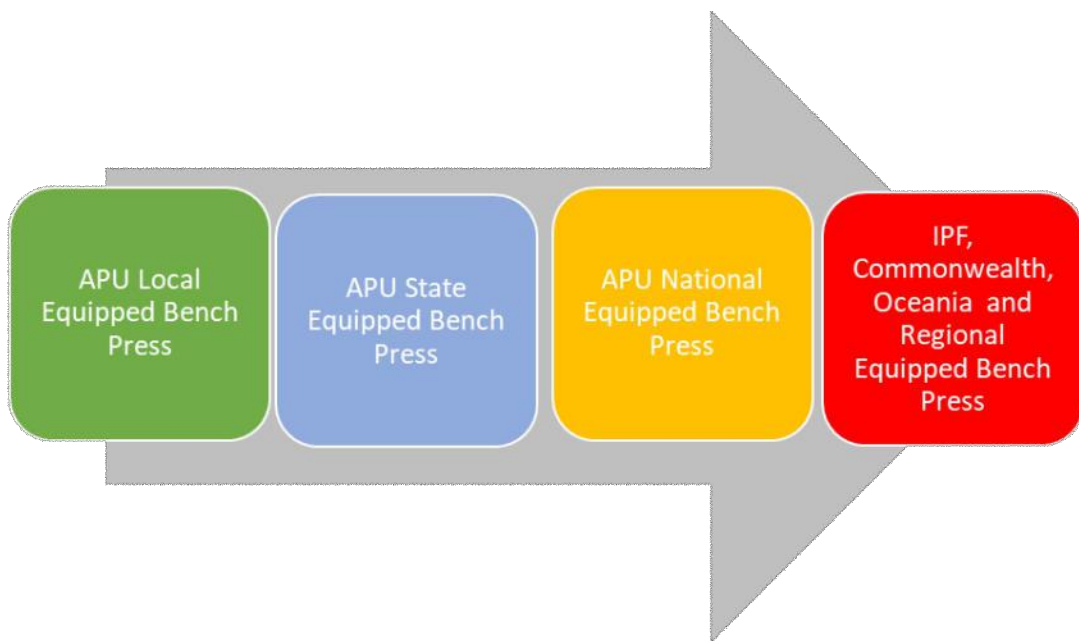 APU Local
Equipped Bench
Press
APU State
Equipped Bench
Press
APU National
Equipped Bench
Press
IPF,
Commonwealth,
Oceania and
Regional
Equipped Bench
Press